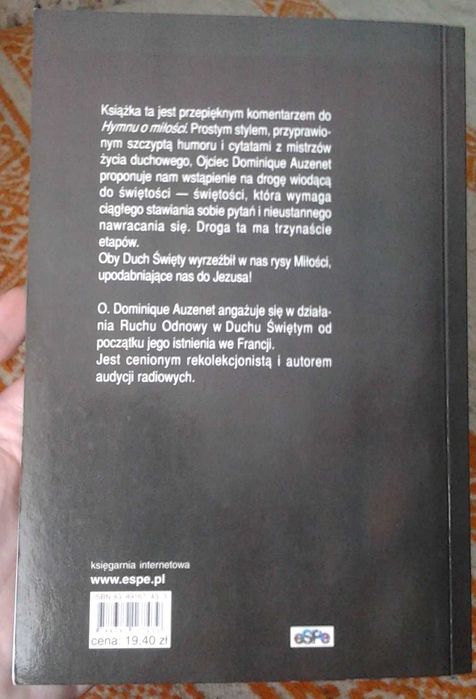 Książka ta jest przepięknym komentarzem do
Hymnu o miłości. Prostym stylem, przyprawio-
nym szczyptą humoru i cytatami z mistrzów
życia duchowego, Ojciec Dominique Auzenet
proponuje nam wstąpienie na drogę wiodącą
do świętości — świętości, która wymaga
ciągłego stawiania sobie pytań i nieustannego
nawracania się. Droga ta ma trzynaście
etapów.
Oby Duch Święty wyrzeźbił w nas rysy Miłości,
upodabniające nas do Jezusa!
O. Dominique Auzenet angażuje się w działa-
nia Ruchu Odnowy w Duchu Świętym od
początku jego istnienia we Francji.
Jest cenionym rekolekcjonistą i autorem
audycji radiowych.
księgarnia internetowa
www.espe.pl
ISBN
cena: 19,40 zł
eSPe